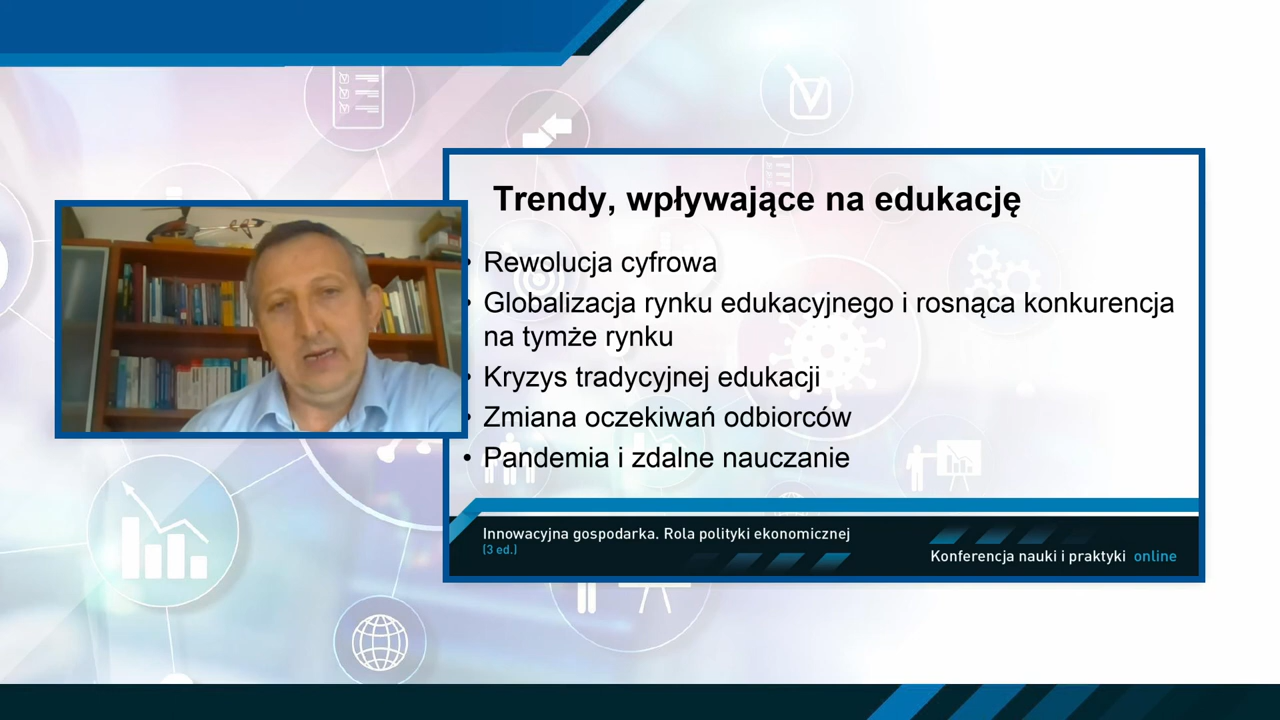 Trendy, wpływające na edukację
• Rewolucja cyfrowa
• Globalizacja rynku edukacyjnego i rosnąca konkurencja
na tymże rynku
• Kryzys tradycyjnej edukacji
• Zmiana oczekiwań odbiorców
• Pandemia i zdalne nauczanie
Innowacyjna gospodarka. Rola polityki ekonomicznej
(3 ed.)
Konferencja nauki i praktyki online